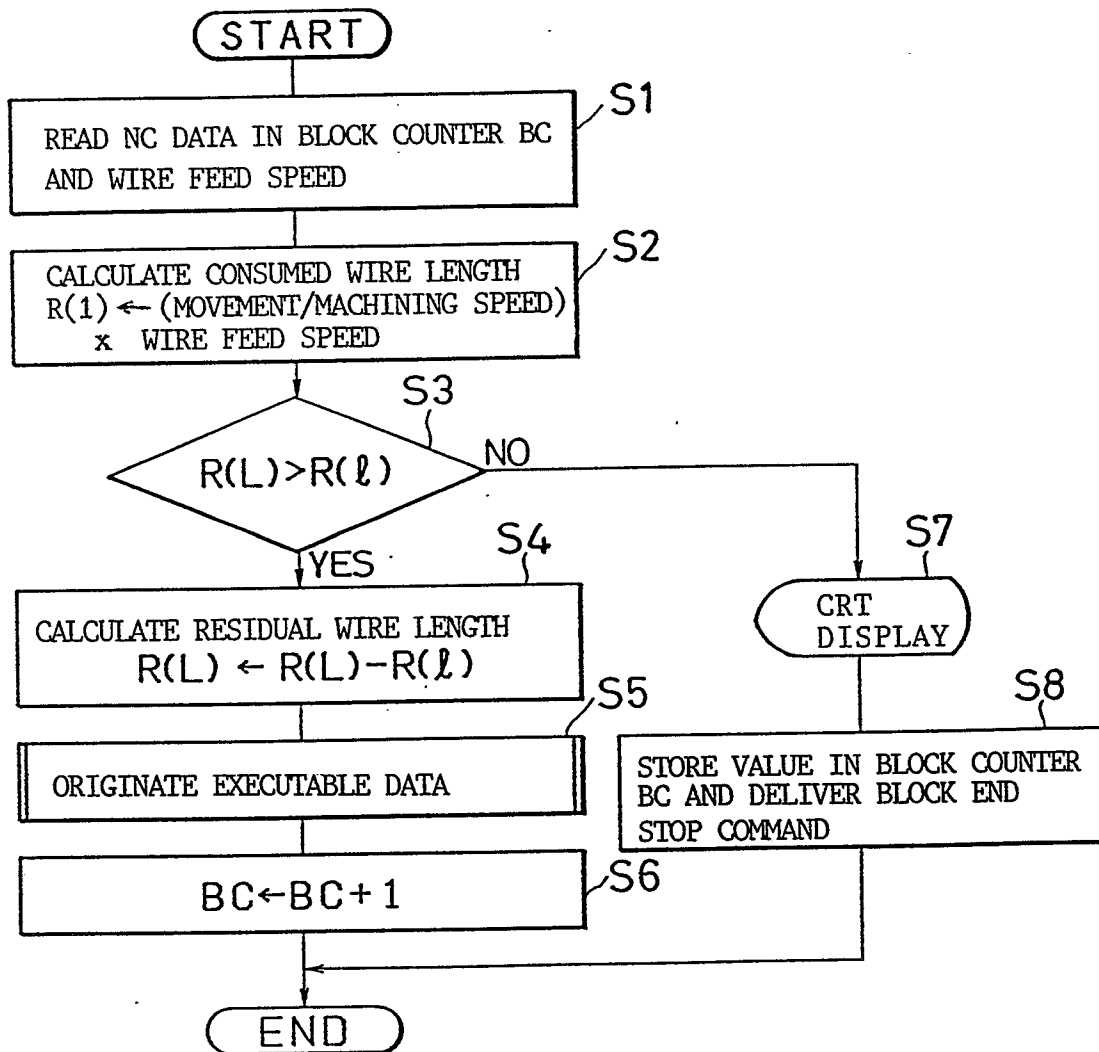 START
S1
READ NC DATA IN BLOCK COUNTER BC
AND WIRE FEED SPEED
S2
CALCULATE CONSUMED WIRE LENGTH
R(1) ← (MOVEMENT/MACHINING SPEED)
x WIRE FEED SPEED
S3
R(L)>R(ℓ)
NO
YES
S4
CALCULATE RESIDUAL WIRE LENGTH
R(L) ← R(L)-R(ℓ)
S5
ORIGINATE EXECUTABLE DATA
BC←BC+1
S6
S7
CRT
DISPLAY
S8
STORE VALUE IN BLOCK COUNTER
BC AND DELIVER BLOCK END
STOP COMMAND
END